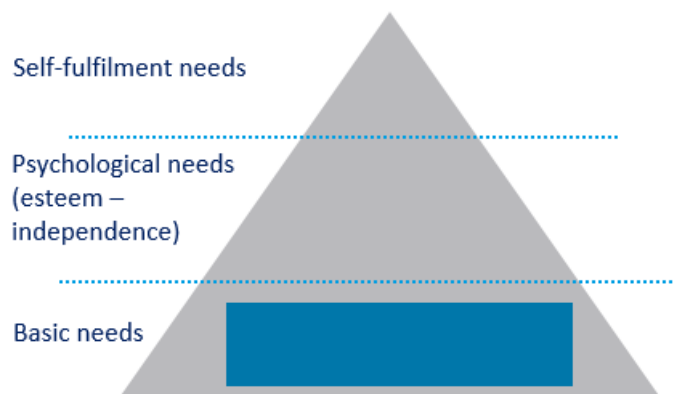 Self-fulfilment needs
Psychological needs
(esteem –
independence)
Basic needs